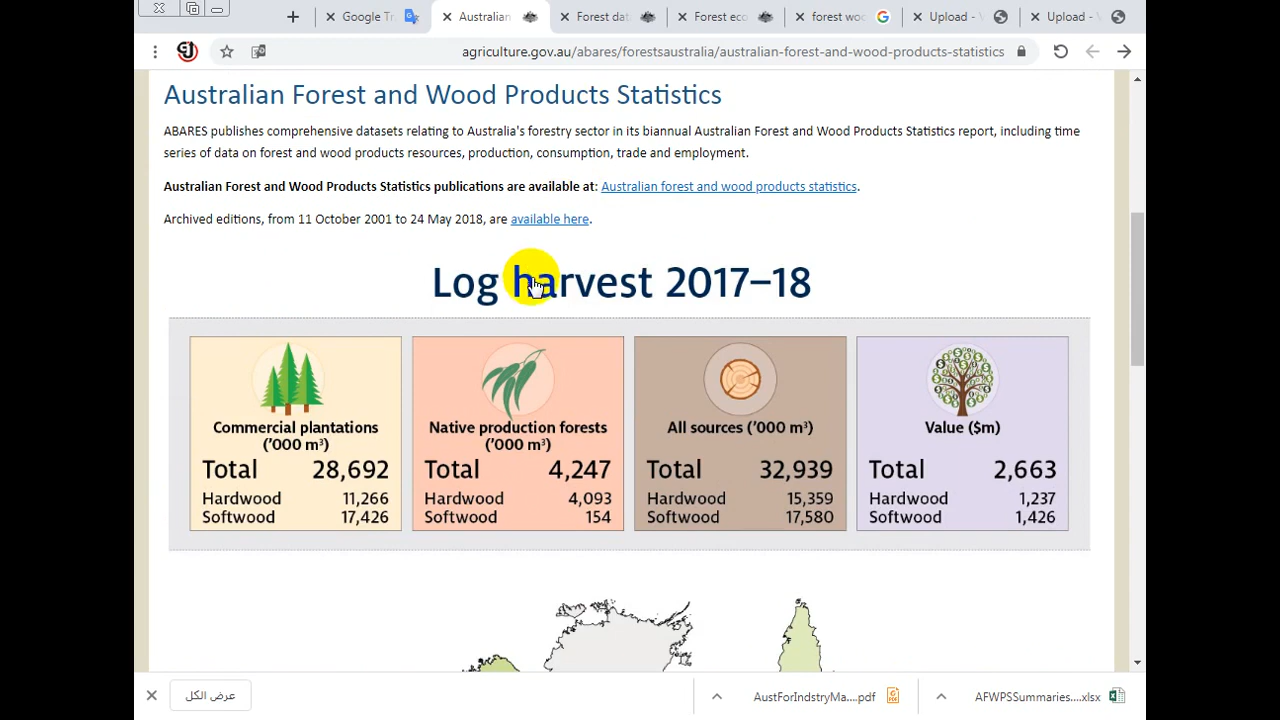 Google Tr
Australian
Forest dat
Forest eco
forest woo
Upload -
Upload -
agriculture.gov.au/abares/forestsaustralia/australian-forest-and-wood-products-statistics
Australian Forest and Wood Products Statistics
ABARES publishes comprehensive datasets relating to Australia's forestry sector in its biannual Australian Forest and Wood Products Statistics report, including time
series of data on forest and wood products resources, production, consumption, trade and employment.
Australian Forest and Wood Products Statistics publications are available at: Australian forest and wood products statistics.
Archived editions, from 11 October 2001 to 24 May 2018, are available here.
Log harvest 2017–18
Commercial plantations
('000 m³)
Total 28,692
Hardwood 11,266
Softwood 17,426
Native production forests
('000 m³)
Total 4,247
Hardwood 4,093
Softwood 154
All sources ('000 m³)
Total 32,939
Hardwood 15,359
Softwood 17,580
Value ($m)
Total 2,663
Hardwood 1,237
Softwood 1,426
عرض الكل
AustForIndstryMa....pdf
AFWPSSummaries....xlsx